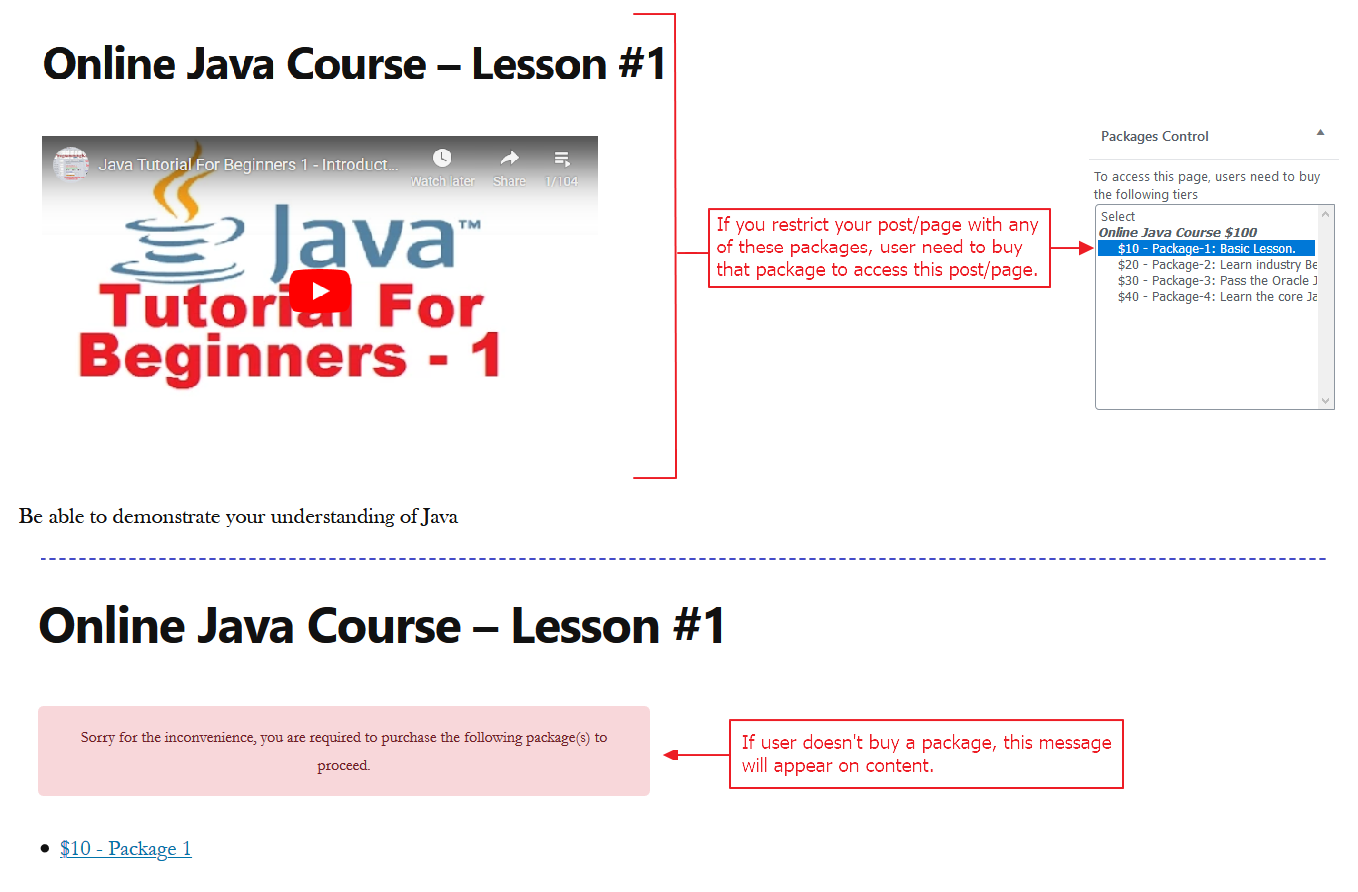 Online Java Course – Lesson #1
Java Tutorial For Beginners 1 - Introduct...
Watch later
Share
1/104
Java™
Tutorial For
Beginners - 1
If you restrict your post/page with any
of these packages, user need to buy
that package to access this post/page.
Packages Control
To access this page, users need to buy
the following tiers
Select
Online Java Course $100
$10 - Package-1: Basic Lesson.
$20 - Package-2: Learn industry Be
$30 - Package-3: Pass the Oracle J
$40 - Package-4: Learn the core Ja
Be able to demonstrate your understanding of Java
Online Java Course – Lesson #1
Sorry for the inconvenience, you are required to purchase the following package(s) to
proceed.
If user doesn't buy a package, this message
will appear on content.
$10 - Package 1